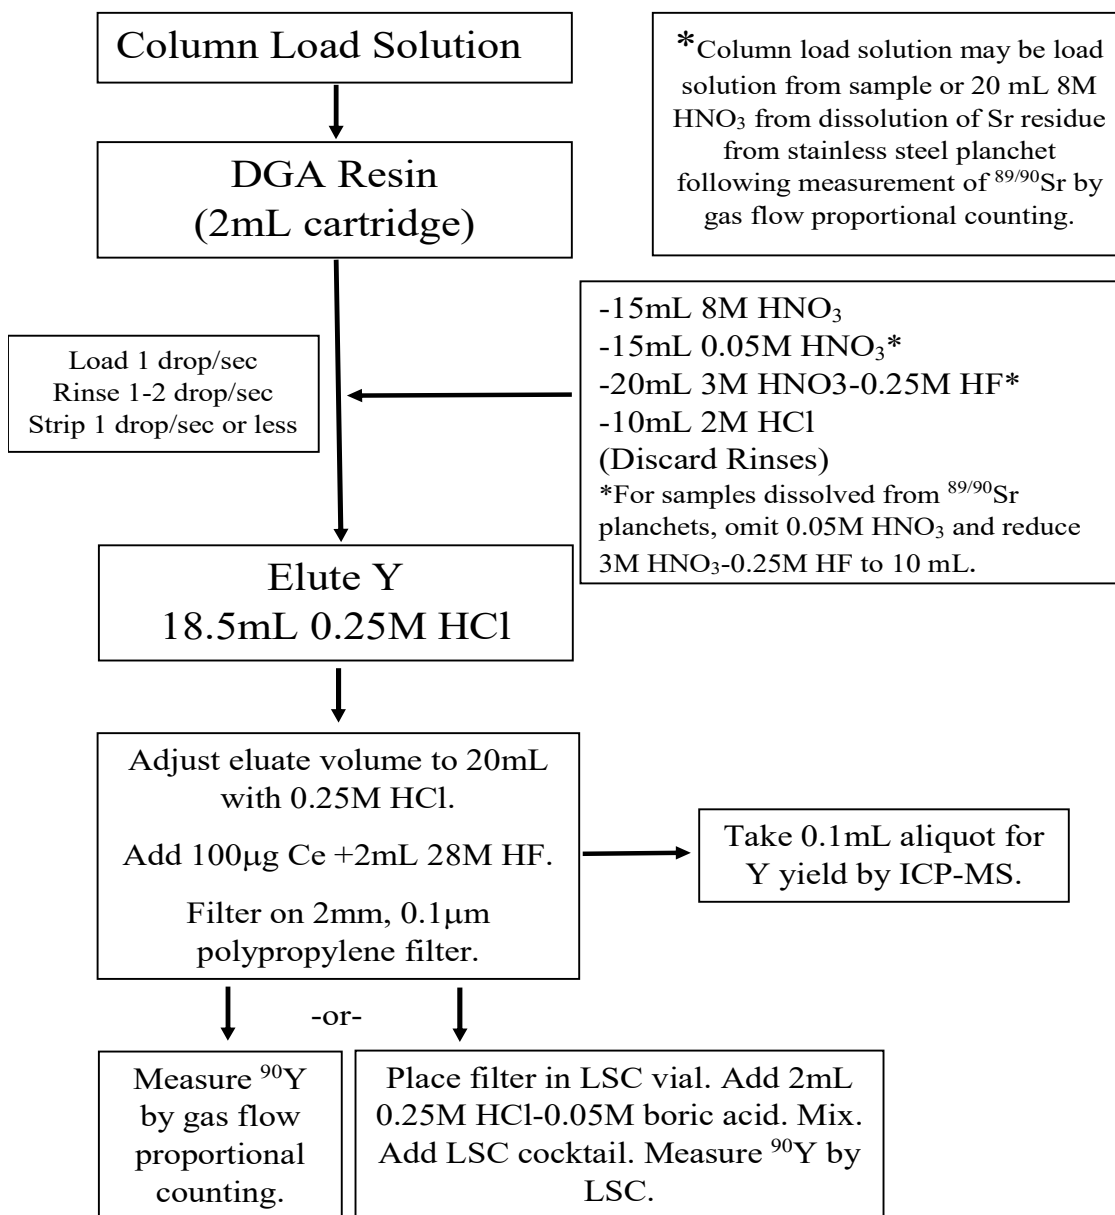 Column Load Solution
*Column load solution may be load
solution from sample or 20 mL 8M
HNO₃ from dissolution of Sr residue
from stainless steel planchet
following measurement of ⁸⁹/⁹⁰Sr by
gas flow proportional counting.
DGA Resin
(2mL cartridge)
Load 1 drop/sec
Rinse 1-2 drop/sec
Strip 1 drop/sec or less
-15mL 8M HNO₃
-15mL 0.05M HNO₃*
-20mL 3M HNO3-0.25M HF*
-10mL 2M HCl
(Discard Rinses)
*For samples dissolved from ⁸⁹/⁹⁰Sr
planchets, omit 0.05M HNO₃ and reduce
3M HNO₃-0.25M HF to 10 mL.
Elute Y
18.5mL 0.25M HCl
Adjust eluate volume to 20mL
with 0.25M HCl.
Add 100μg Ce +2mL 28M HF.
Filter on 2mm, 0.1μm
polypropylene filter.
Take 0.1mL aliquot for
Y yield by ICP-MS.
-or-
Measure ⁹⁰Y
by gas flow
proportional
counting.
Place filter in LSC vial. Add 2mL
0.25M HCl-0.05M boric acid. Mix.
Add LSC cocktail. Measure ⁹⁰Y by
LSC.